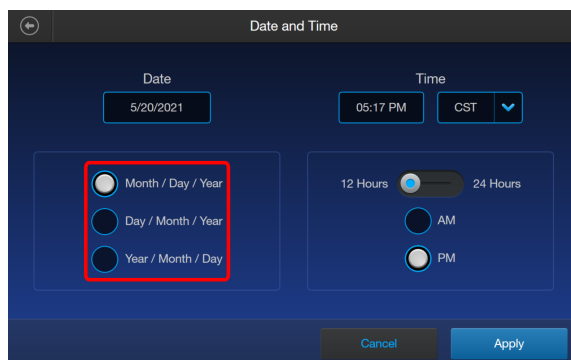 Date and Time
Date
Time
5/20/2021
05:17 PM
CST
Month / Day / Year
Day / Month / Year
Year / Month / Day
12 Hours
24 Hours
AM
PM
Cancel
Apply